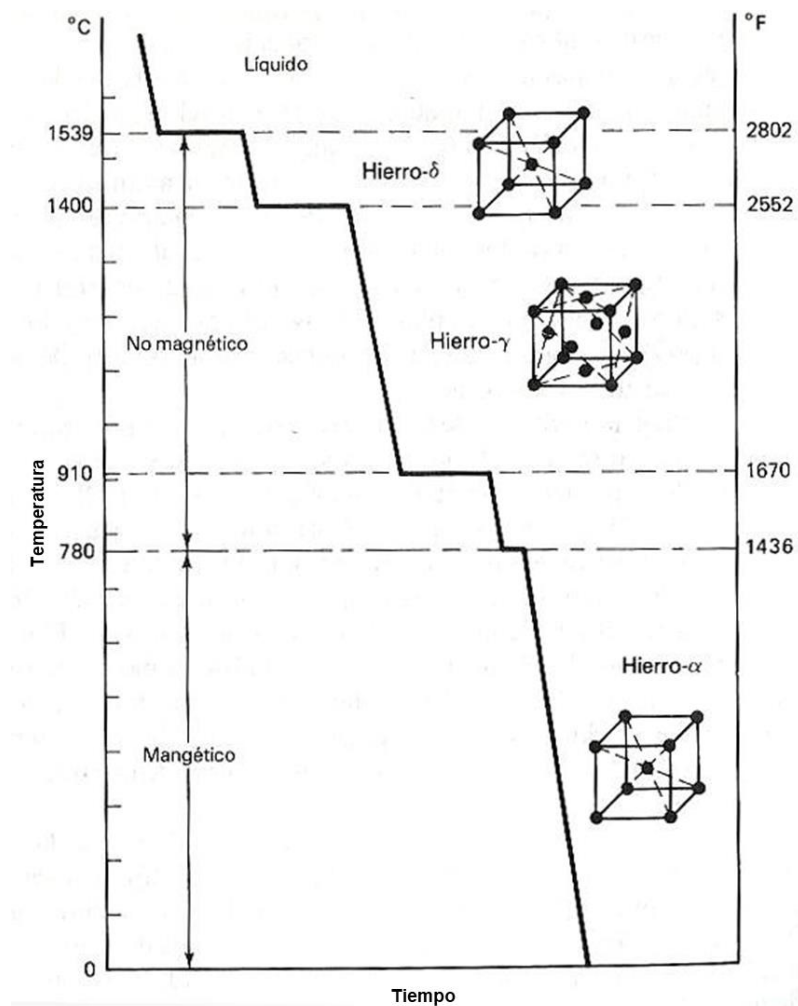 °C
°F
Líquido
1539
2802
Hierro-δ
1400
2552
No magnético
Hierro-γ
910
1670
Temperatura
780
1436
Hierro-α
Mangético
0
Tiempo